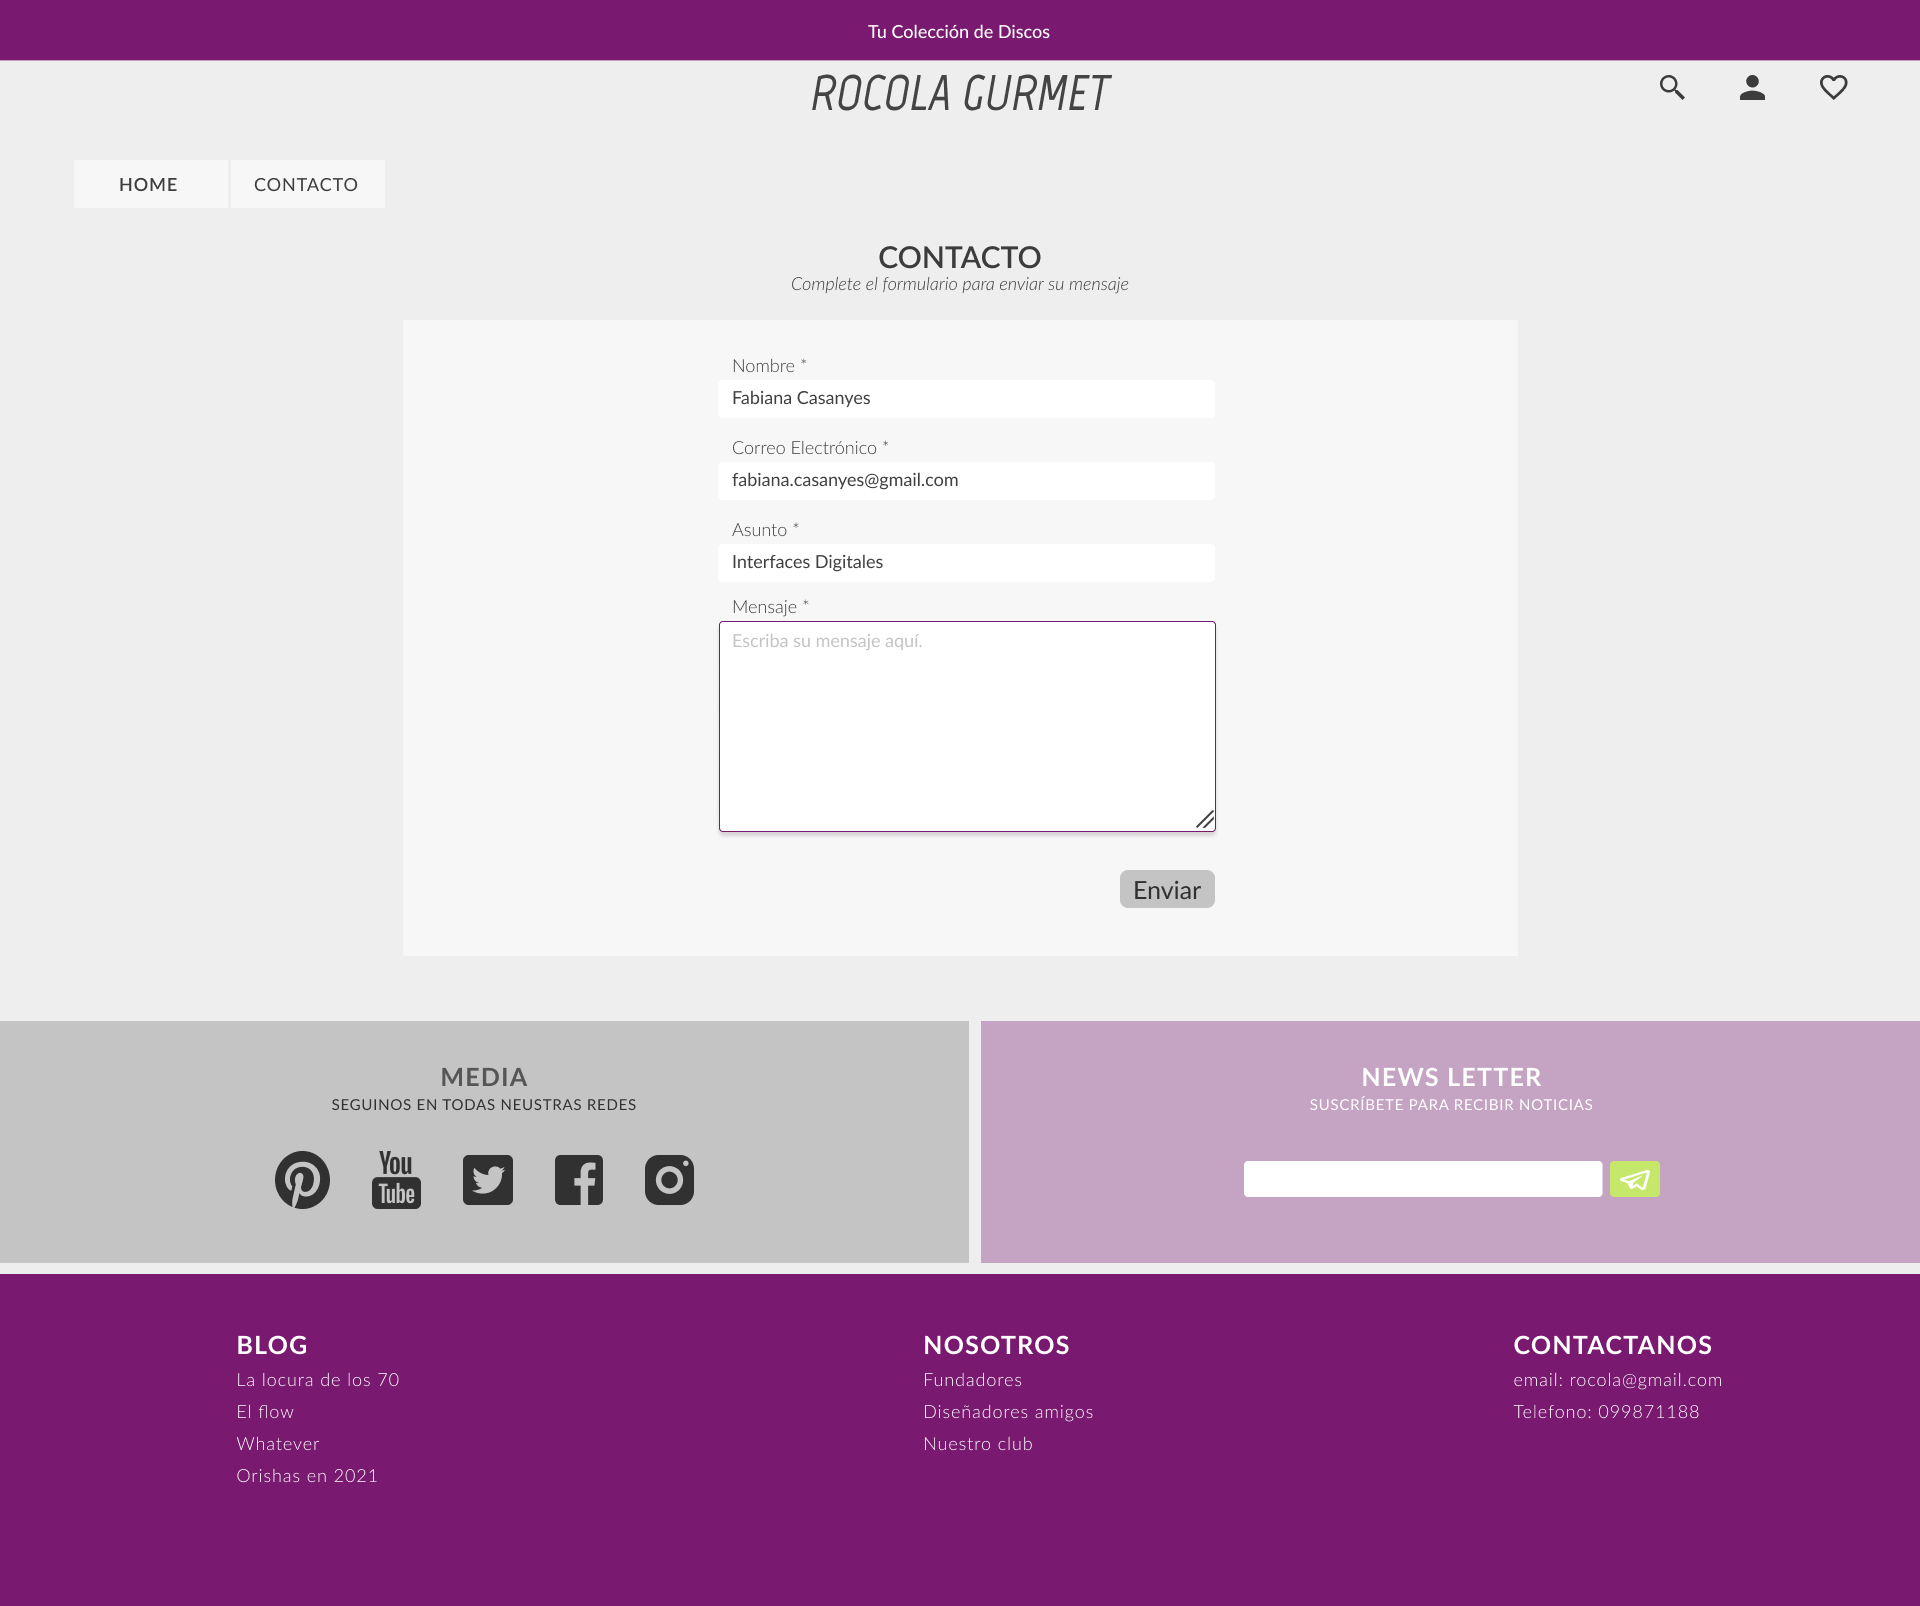 Tu Colección de Discos
ROCOLA GURMET
HOME
CONTACTO
CONTACTO
Complete el formulario para enviar su mensaje
Nombre *
Fabiana Casanyes
Correo Electrónico *
fabiana.casanyes@gmail.com
Asunto *
Interfaces Digitales
Mensaje *
Escriba su mensaje aquí.
Enviar
MEDIA
SEGUINOS EN TODAS NEUSTRAS REDES
You
Tube
NEWS LETTER
SUSCRÍBETE PARA RECIBIR NOTICIAS
BLOG
La locura de los 70
El flow
Whatever
Orishas en 2021
NOSOTROS
Fundadores
Diseñadores amigos
Nuestro club
CONTACTANOS
email: rocola@gmail.com
Telefono: 099871188